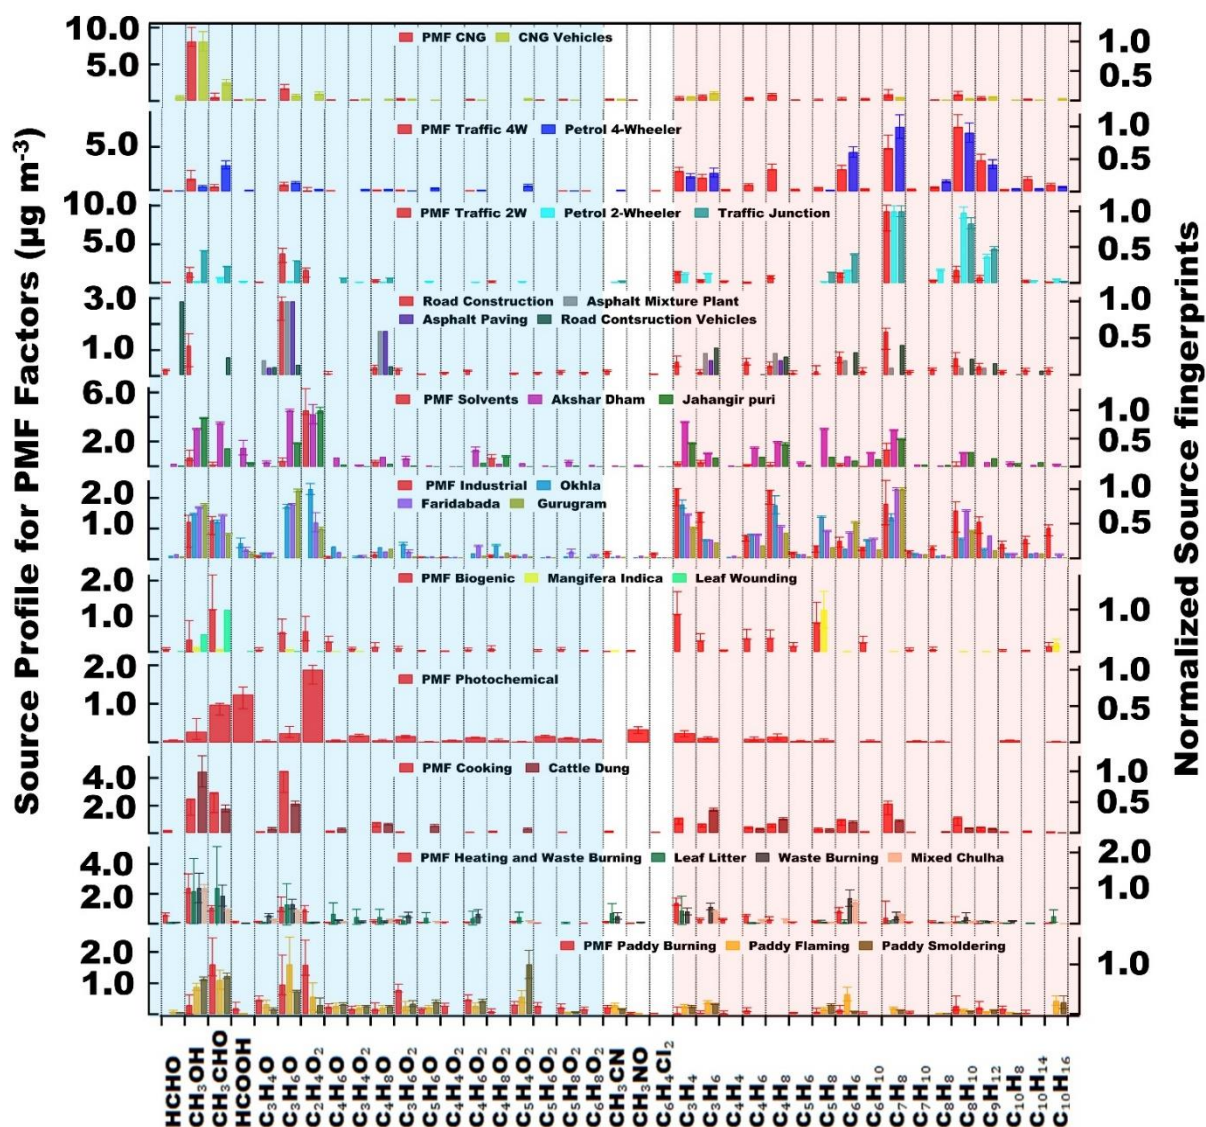 Source Profile for PMF Factors (µg m⁻³)
Normalized Source fingerprints
10.0
5.0
PMF CNG CNG Vehicles
1.0
0.5
5.0
PMF Traffic 4W Petrol 4-Wheeler
1.0
0.5
10.0
5.0
PMF Traffic 2W Petrol 2-Wheeler Traffic Junction
1.0
0.5
3.0
1.0
Road Construction Asphalt Mixture Plant
Asphalt Paving Road Contsruction Vehicles
1.0
0.5
6.0
2.0
PMF Solvents Akshar Dham Jahangir puri
1.0
0.5
2.0
1.0
PMF Industrial Okhla
Faridabada Gurugram
1.0
0.5
2.0
1.0
PMF Biogenic Mangifera Indica Leaf Wounding
1.0
2.0
1.0
PMF Photochemical
1.0
0.5
4.0
2.0
PMF Cooking Cattle Dung
1.0
0.5
4.0
2.0
PMF Heating and Waste Burning Leaf Litter Waste Burning Mixed Chulha
2.0
1.0
2.0
1.0
PMF Paddy Burning Paddy Flaming Paddy Smoldering
1.0
HCHO
CH₃OH
CH₃CHO
HCOOH
C₃H₄O
C₃H₆O
C₂H₄O₂
C₄H₆O
C₃H₄O₂
C₄H₈O
C₃H₆O₂
C₅H₆O
C₄H₄O₂
C₄H₆O₂
C₄H₈O₂
C₅H₄O₂
C₅H₆O₂
C₅H₈O₂
C₆H₈O₂
CH₃CN
CH₃NO
C₆H₄Cl₂
C₃H₄
C₃H₆
C₄H₄
C₄H₆
C₄H₈
C₅H₆
C₅H₈
C₆H₆
C₆H₁₀
C₇H₈
C₇H₁₀
C₈H₈
C₈H₁₀
C₉H₁₂
C₁₀H₈
C₁₀H₁₄
C₁₀H₁₆